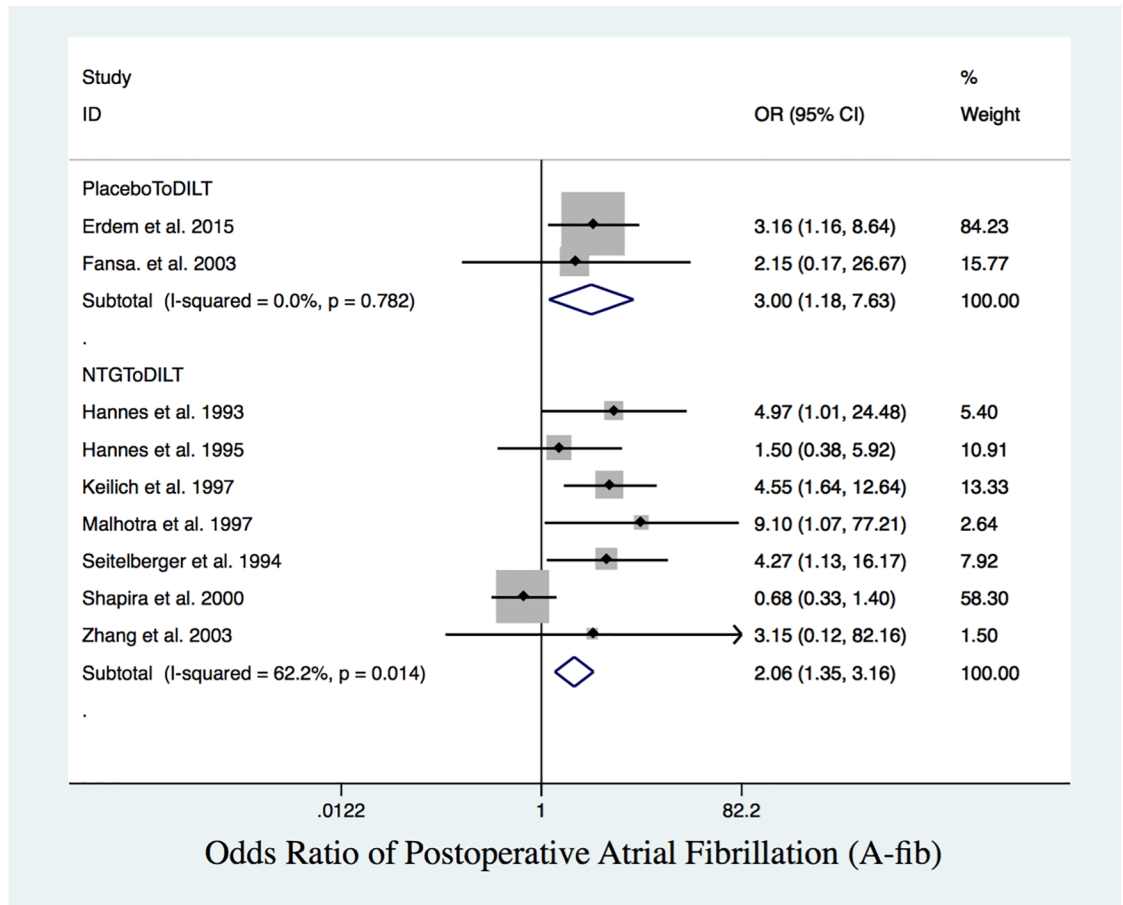 Study %
ID OR (95% CI) Weight
PlaceboToDILT
Erdem et al. 2015 3.16 (1.16, 8.64) 84.23
Fansa. et al. 2003 2.15 (0.17, 26.67) 15.77
Subtotal (I-squared = 0.0%, p = 0.782) 3.00 (1.18, 7.63) 100.00
.
NTGToDILT
Hannes et al. 1993 4.97 (1.01, 24.48) 5.40
Hannes et al. 1995 1.50 (0.38, 5.92) 10.91
Keilich et al. 1997 4.55 (1.64, 12.64) 13.33
Malhotra et al. 1997 9.10 (1.07, 77.21) 2.64
Seitelberger et al. 1994 4.27 (1.13, 16.17) 7.92
Shapira et al. 2000 0.68 (0.33, 1.40) 58.30
Zhang et al. 2003 3.15 (0.12, 82.16) 1.50
Subtotal (I-squared = 62.2%, p = 0.014) 2.06 (1.35, 3.16) 100.00
.
.0122 1 82.2
Odds Ratio of Postoperative Atrial Fibrillation (A-fib)